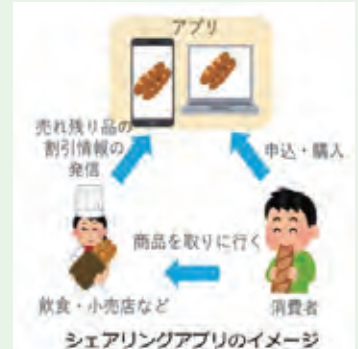 アプリ
売れ残り品の
割引情報の
発信
申込・購入
商品を取りに行く
飲食・小売店など
消費者
シェアリングアプリのイメージ